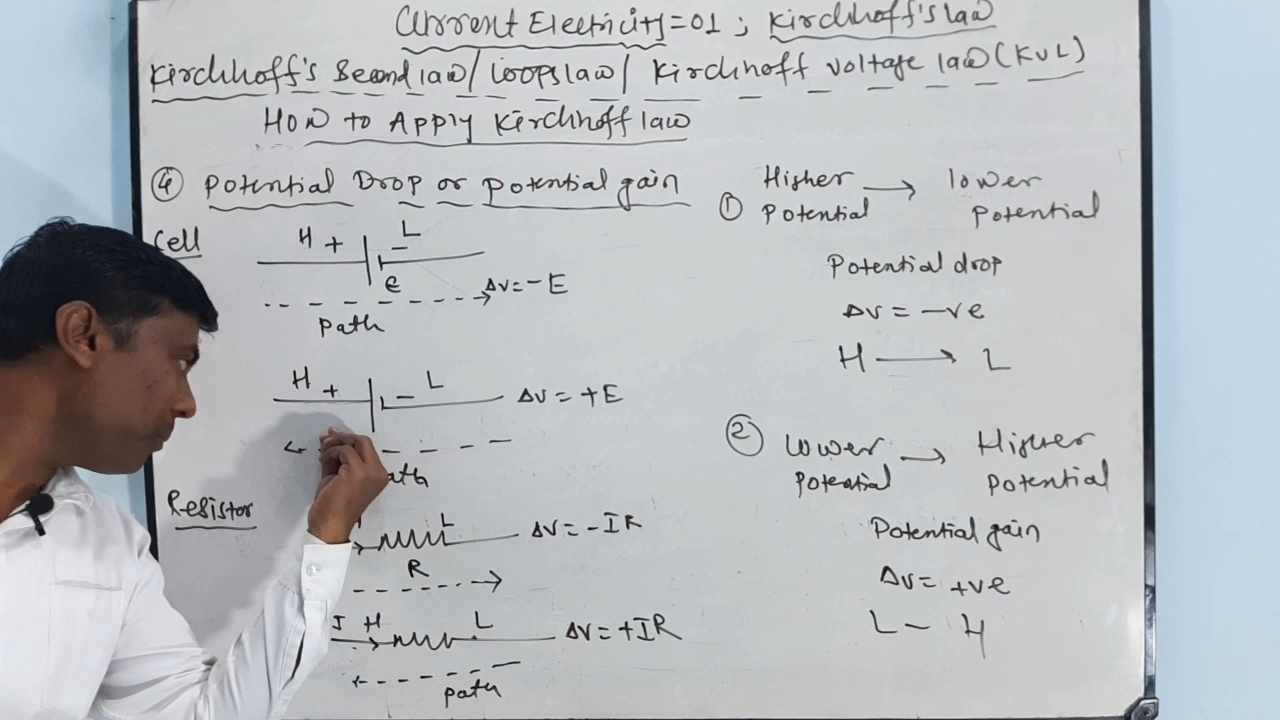 Current Electricity=01 ; Kirchhoff's law
Kirchhoff's Second law/ loops law/ Kirchhoff voltage law (KVL)
How to Apply Kirchhoff law
④ Potential Drop or potential gain
Cell
H + - L
E
ΔV = -E
Path
H + - L
ΔV = +E
ath
Resistor
L
ΔV = -IR
R
I H L
ΔV = +IR
path
① Higher Potential → lower Potential
Potential drop
ΔV = -ve
H → L
② Lower potential → Higher potential
Potential gain
ΔV = +ve
L - H